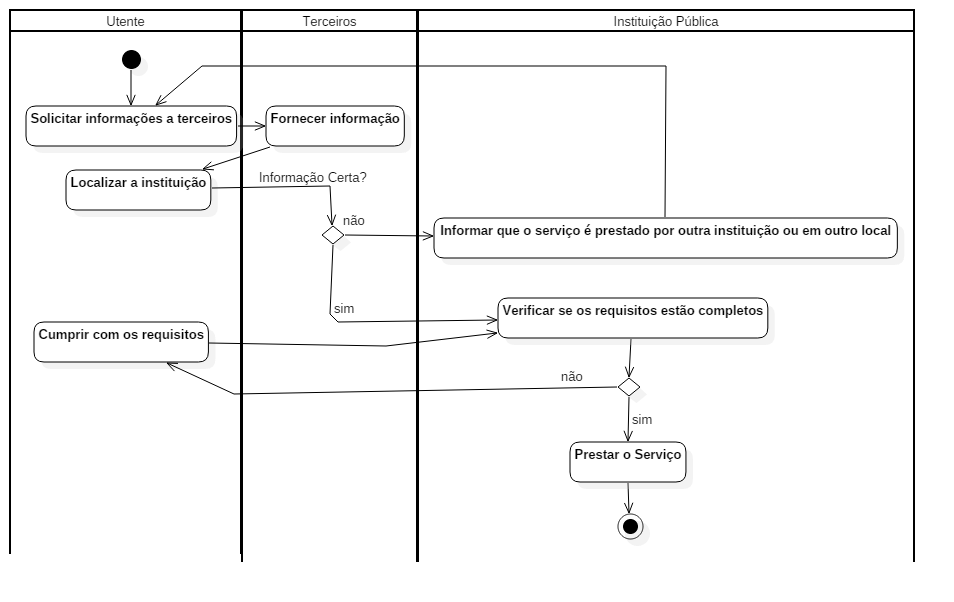 Utente
Terceiros
Instituição Pública
Solicitar informações a terceiros
Fornecer informação
Localizar a instituição
Informação Certa?
não
Informar que o serviço é prestado por outra instituição ou em outro local
sim
Verificar se os requisitos estão completos
Cumprir com os requisitos
não
sim
Prestar o Serviço